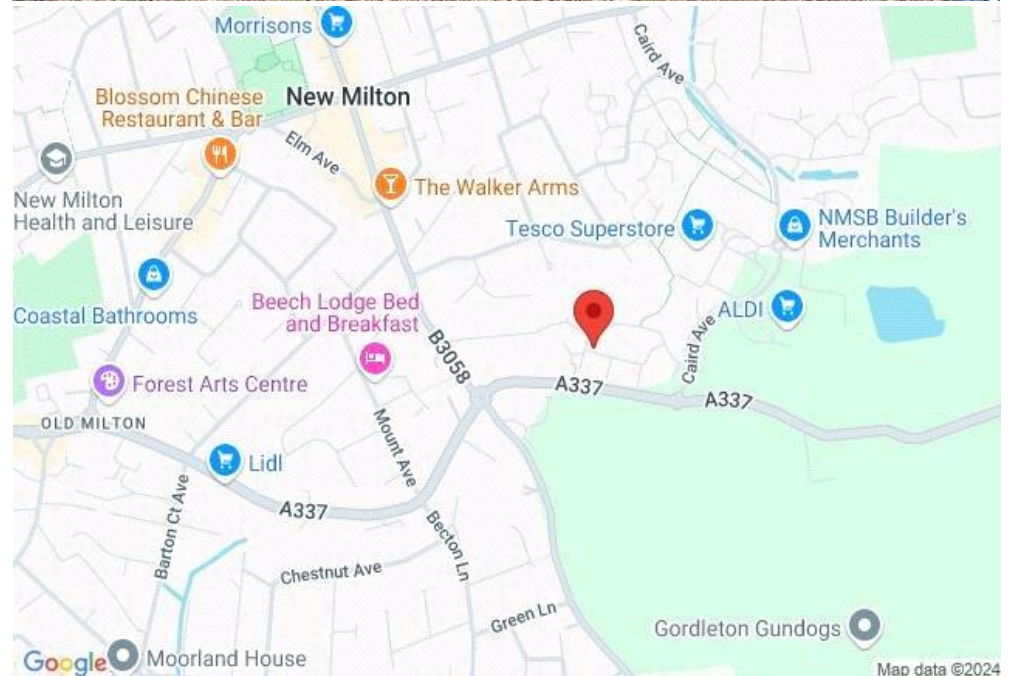 Morrisons
Caird Ave
Blossom Chinese
Restaurant & Bar
New Milton
Elm Ave
The Walker Arms
New Milton
Health and Leisure
Tesco Superstore
NMSB Builder's
Merchants
Coastal Bathrooms
Beech Lodge Bed
and Breakfast
ALDI
B3058
Caird Ave
Forest Arts Centre
A337
A337
OLD MILTON
Mount Ave
Lidl
A337
Barton Ct Ave
Becton Ln
Chestnut Ave
Green Ln
Gordleton Gundogs
Google
Moorland House
Map data ©2024